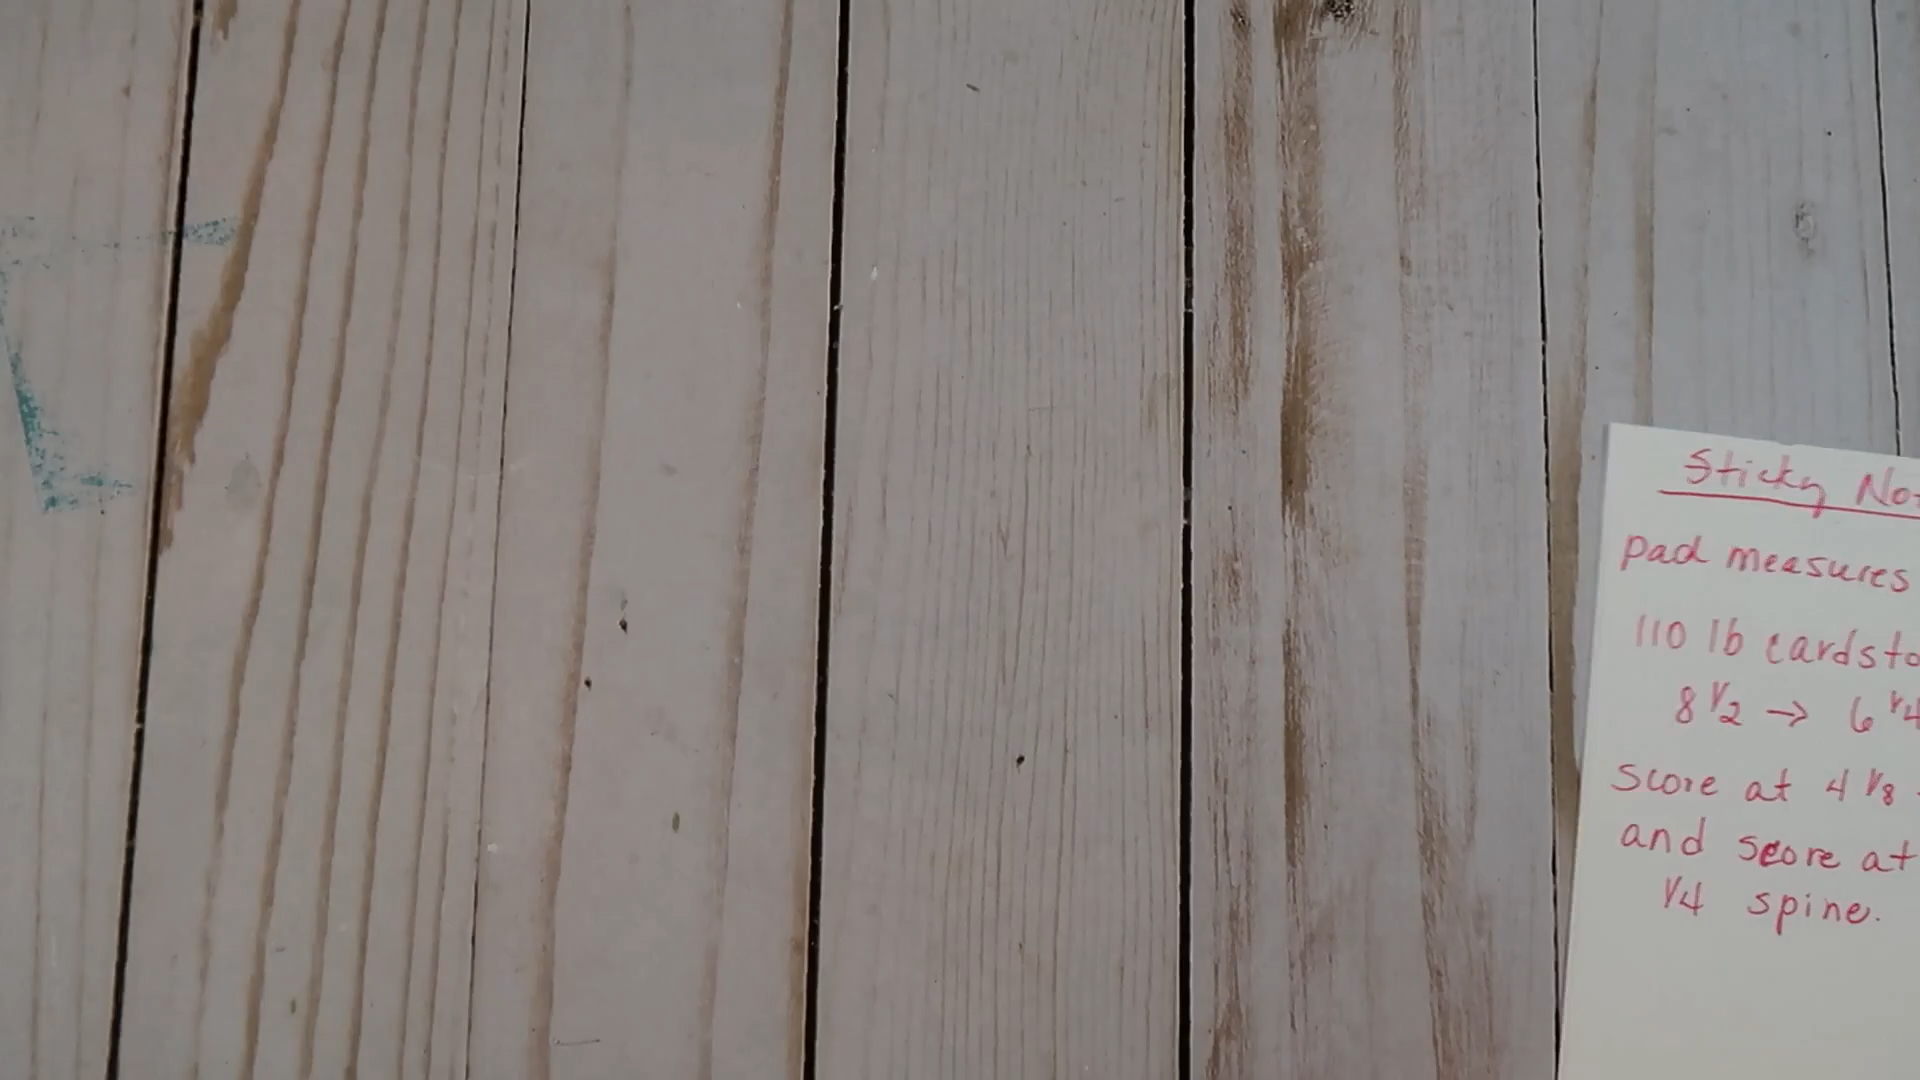 Sticky No
pad measures
110 lb cardsto
8 1/2 → 6 1/4
Score at 4 1/8
and score at
1/4 spine.